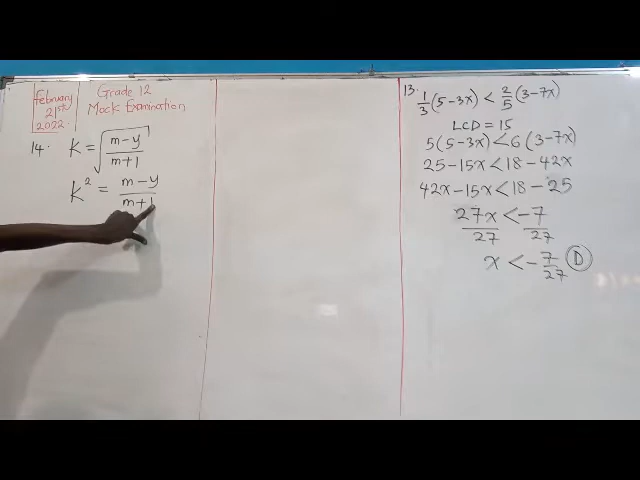 February
21st
2022.
Grade 12
Mock Examination
14. K = √((m-y)/(m+1))
K² = (m-y)/(m+1)
13. 1/3(5-3x) < 2/5(3-7x)
LCD = 15
5(5-3x) < 6(3-7x)
25-15x < 18-42x
42x-15x < 18-25
27x/27 < -7/27
x < -7/27 D